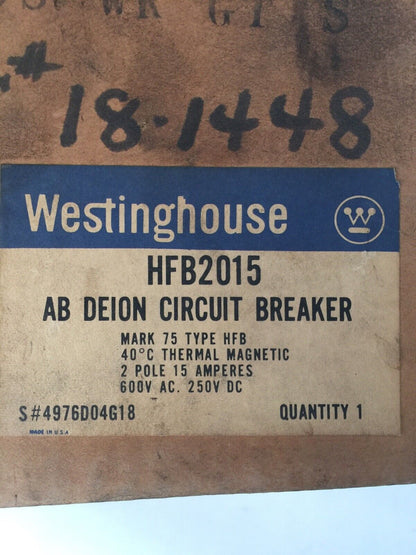 # 18-1448
Westinghouse
HFB2015
AB DEION CIRCUIT BREAKER
MARK 75 TYPE HFB
40°C THERMAL MAGNETIC
2 POLE 15 AMPERES
600V AC. 250V DC
S#4976D04G18 QUANTITY 1
MADE IN U.S.A